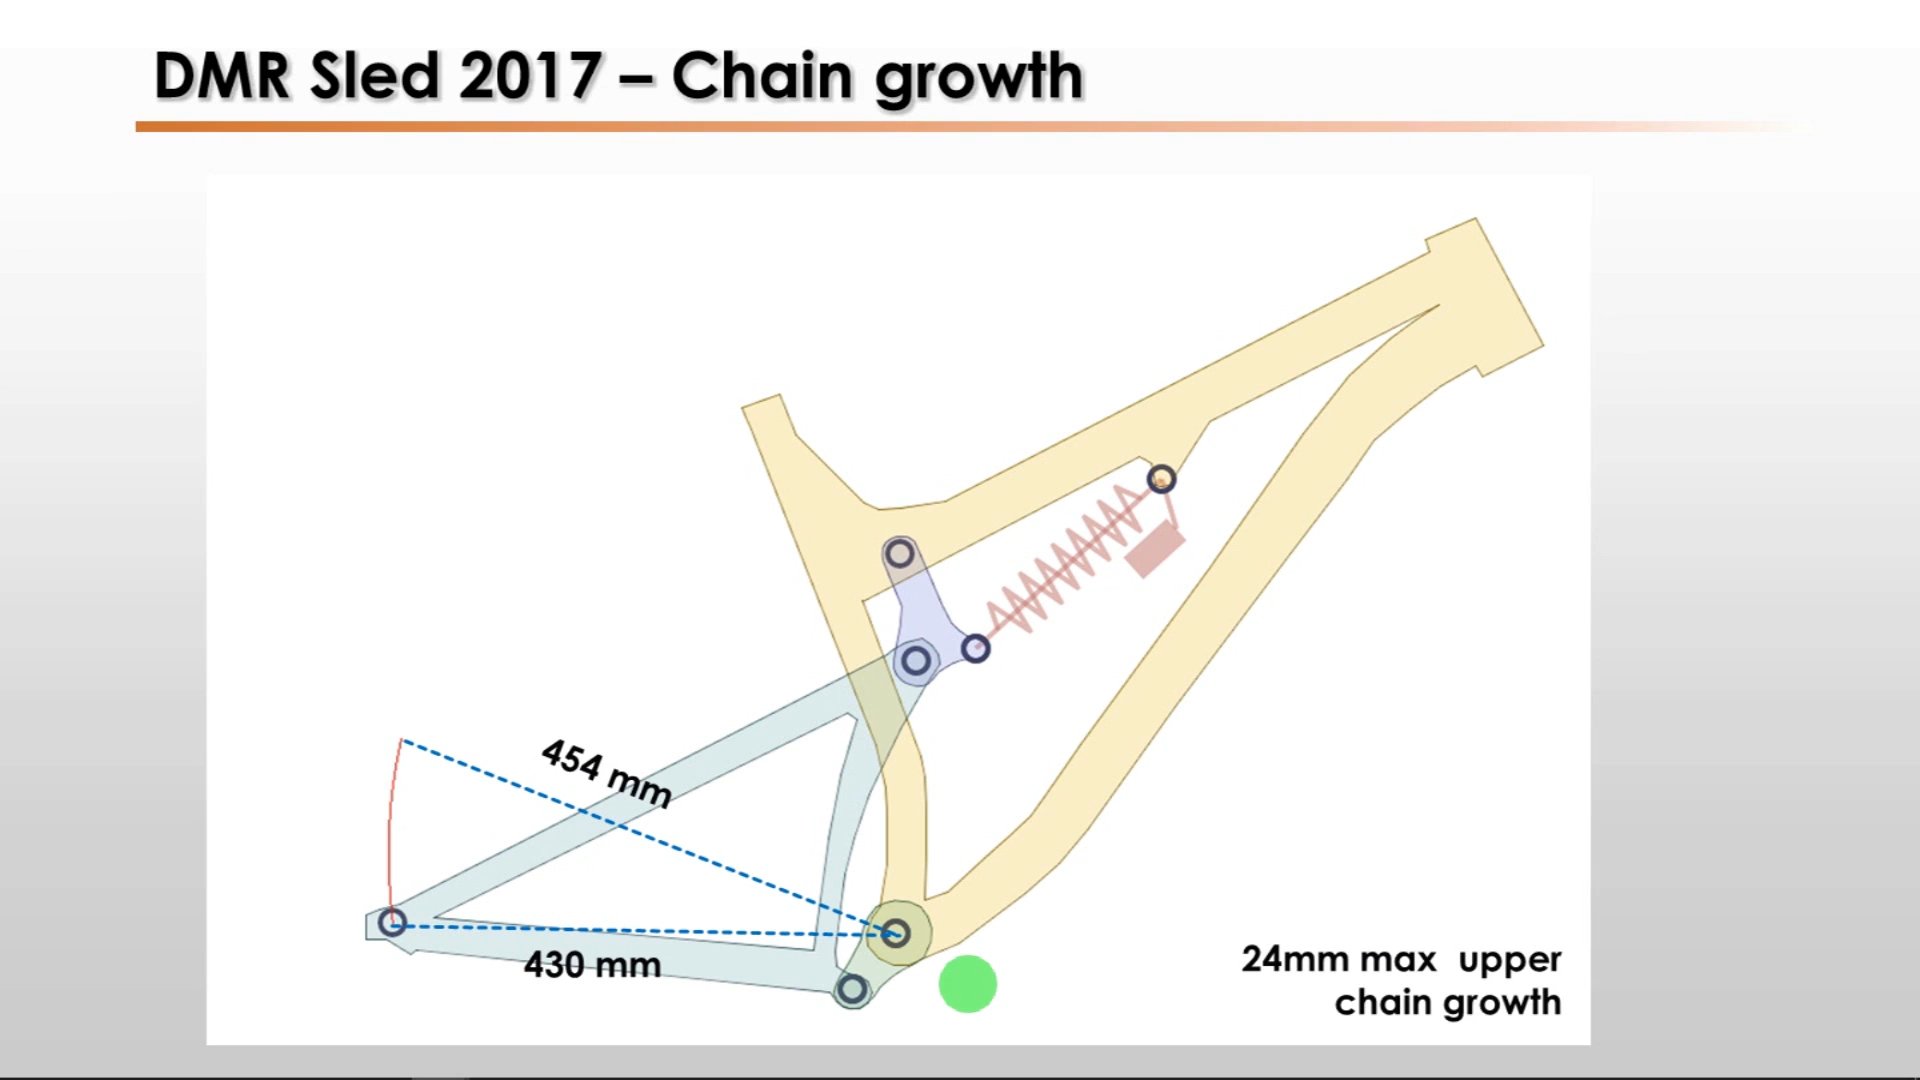 DMR Sled 2017 – Chain growth
454 mm
430 mm
24mm max upper
chain growth